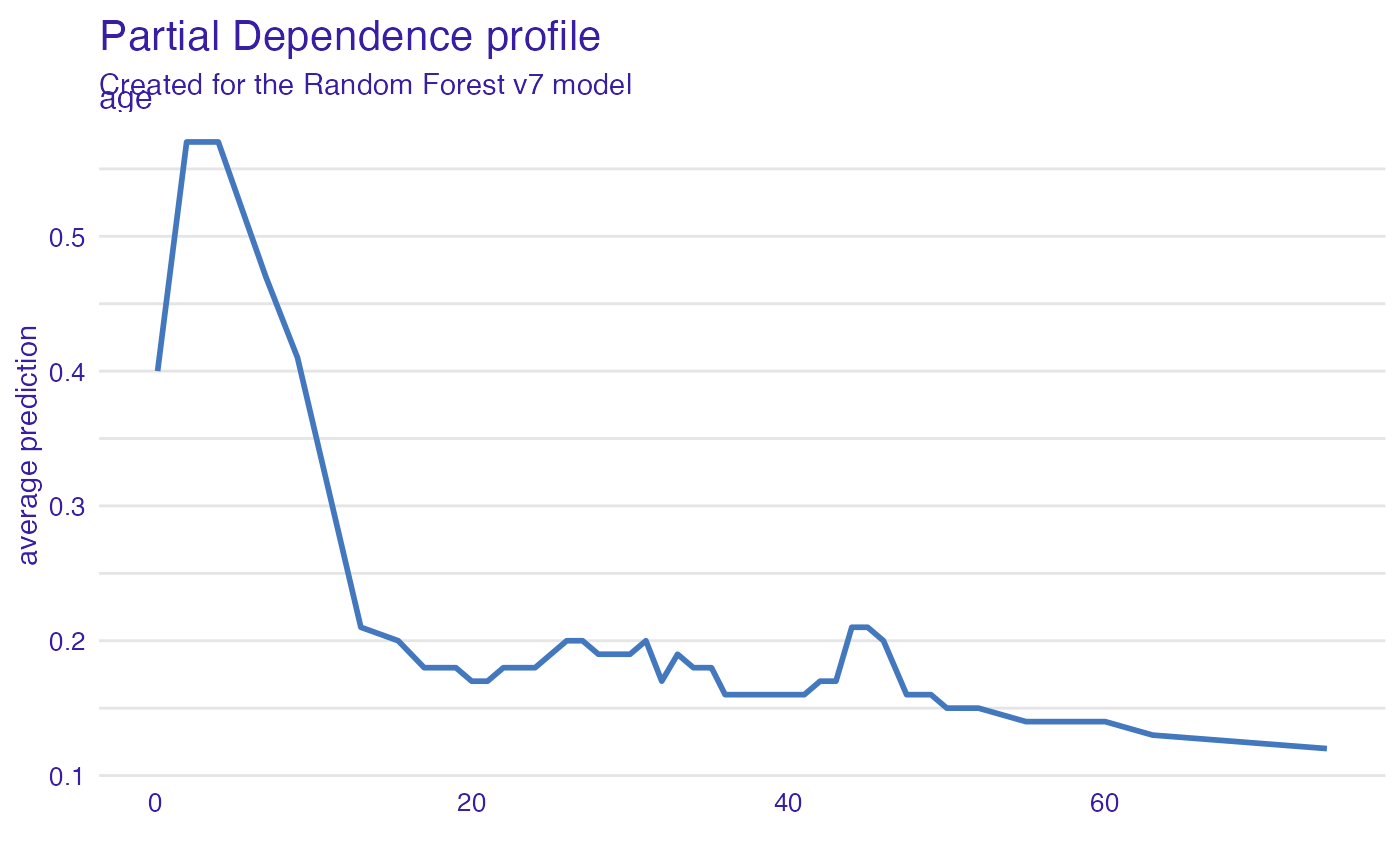 Partial Dependence profile
Created for the Random Forest v7 model
age
average prediction
0.5
0.4
0.3
0.2
0.1
0 20 40 60